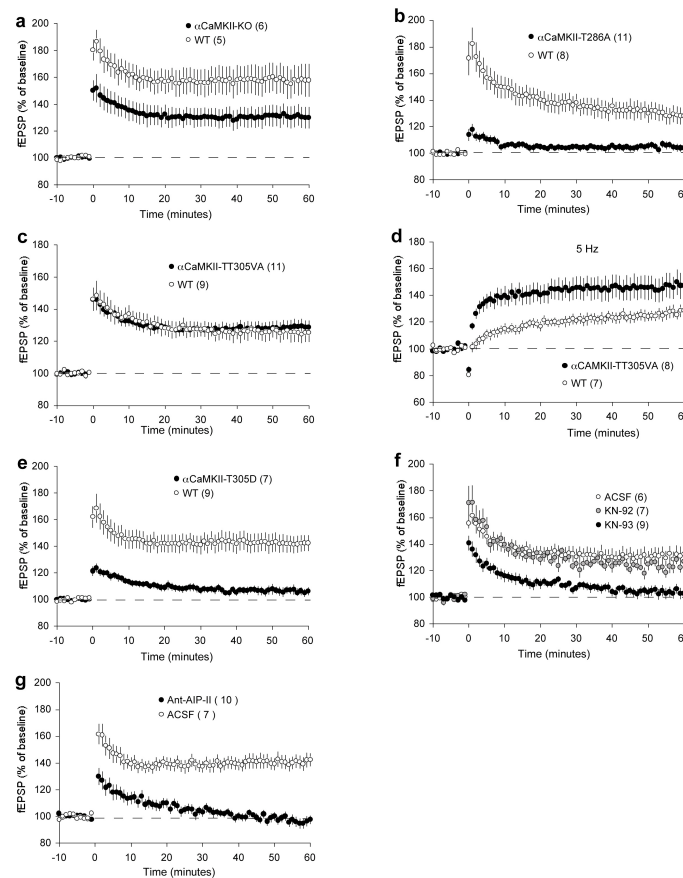 a
αCaMKII-KO (6)
WT (5)
fEPSP (% of baseline)
200
180
160
140
120
100
80
-10 0 10 20 30 40 50 60
Time (minutes)
b
αCaMKII-T286A (11)
WT (8)
fEPSP (% of baseline)
200
180
160
140
120
100
80
-10 0 10 20 30 40 50 60
Time (minutes)
c
αCaMKII-TT305VA (11)
WT (9)
fEPSP (% of baseline)
180
160
140
120
100
80
-10 0 10 20 30 40 50 60
Time (minutes)
d
5 Hz
αCAMKII-TT305VA (8)
WT (7)
fEPSP (% of baseline)
180
160
140
120
100
80
60
-10 0 10 20 30 40 50 60
Time (minutes)
e
αCaMKII-T305D (7)
WT (9)
fEPSP (% of baseline)
200
180
160
140
120
100
80
-10 0 10 20 30 40 50 60
Time (minutes)
f
ACSF (6)
KN-92 (7)
KN-93 (9)
fEPSP (% of baseline)
200
180
160
140
120
100
80
-10 0 10 20 30 40 50 60
Time (minutes)
g
Ant-AIP-II ( 10 )
ACSF ( 7 )
fEPSP (% of baseline)
200
180
160
140
120
100
80
-10 0 10 20 30 40 50 60
Time (minutes)